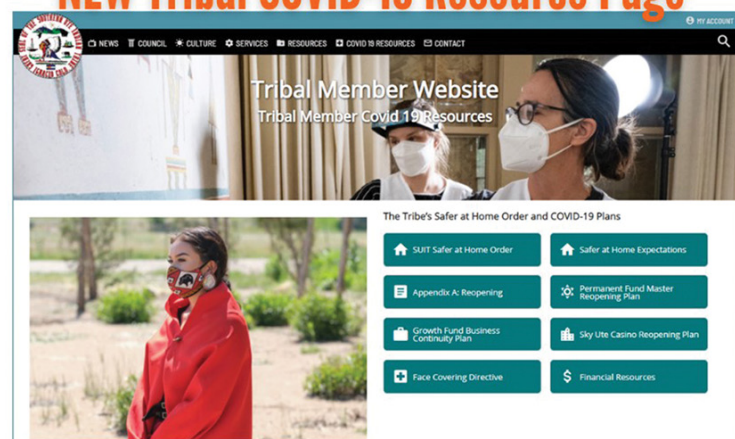 NEW Tribal COVID-19 Resource Page
MY ACCOUNT
NEWS COUNCIL CULTURE SERVICES RESOURCES COVID 19 RESOURCES CONTACT
Tribal Member Website
Tribal Member Covid 19 Resources
The Tribe's Safer at Home Order and COVID-19 Plans
SUIT Safer at Home Order
Safer at Home Expectations
Appendix A: Reopening
Permanent Fund Master
Reopening Plan
Growth Fund Business
Continuity Plan
Sky Ute Casino Reopening Plan
Face Covering Directive
$ Financial Resources